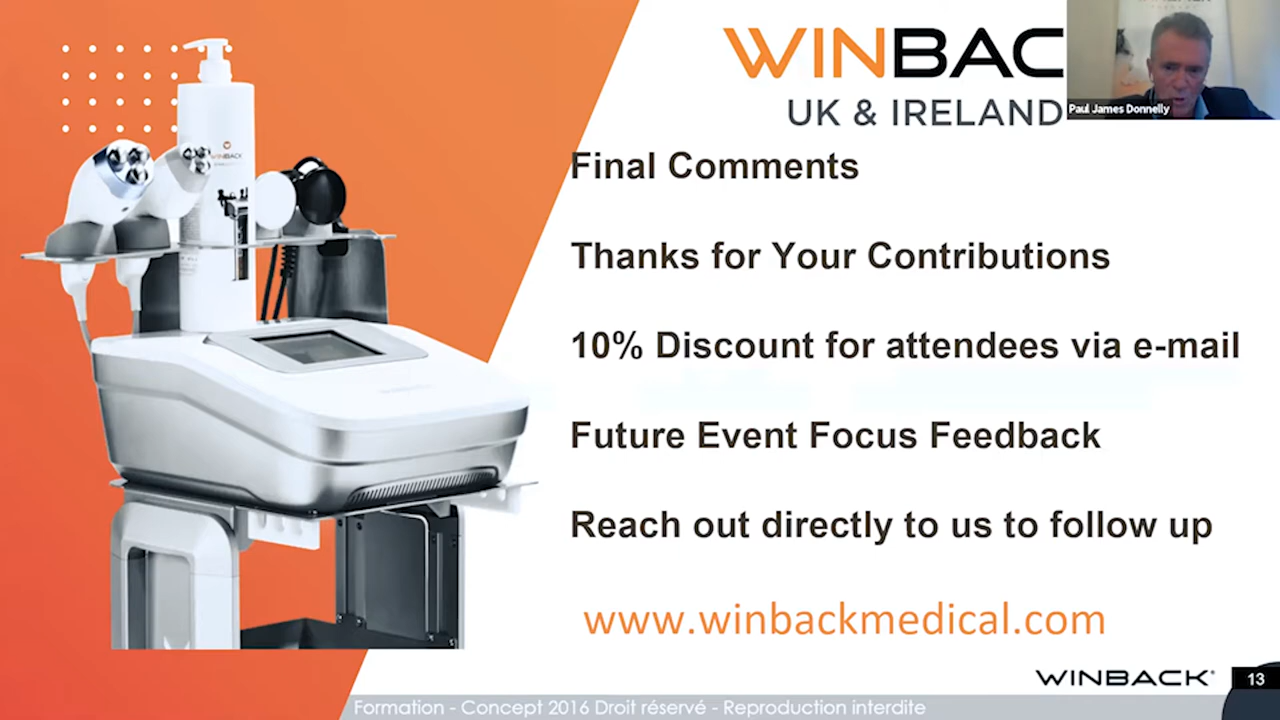 WINBAC
UK & IRELAND
Paul James Donnelly
WINBACK
Final Comments
Thanks for Your Contributions
10% Discount for attendees via e-mail
Future Event Focus Feedback
Reach out directly to us to follow up
www.winbackmedical.com
WINBACK
13
Formation - Concept 2016 Droit réservé - Reproduction interdite